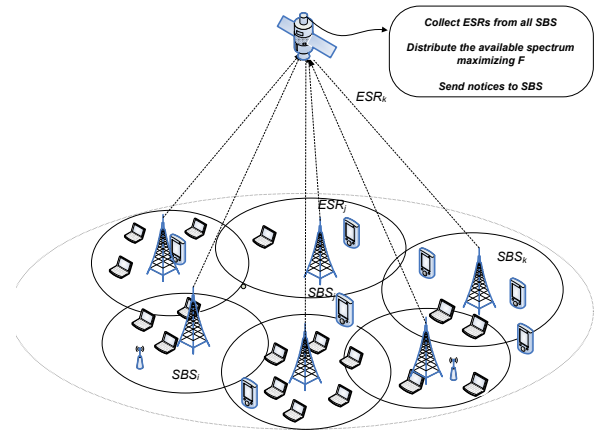 Collect ESRs from all SBS
Distribute the available spectrum
maximizing F
Send notices to SBS
ESRk
ESRj
SBSk
SBSj
SBSi